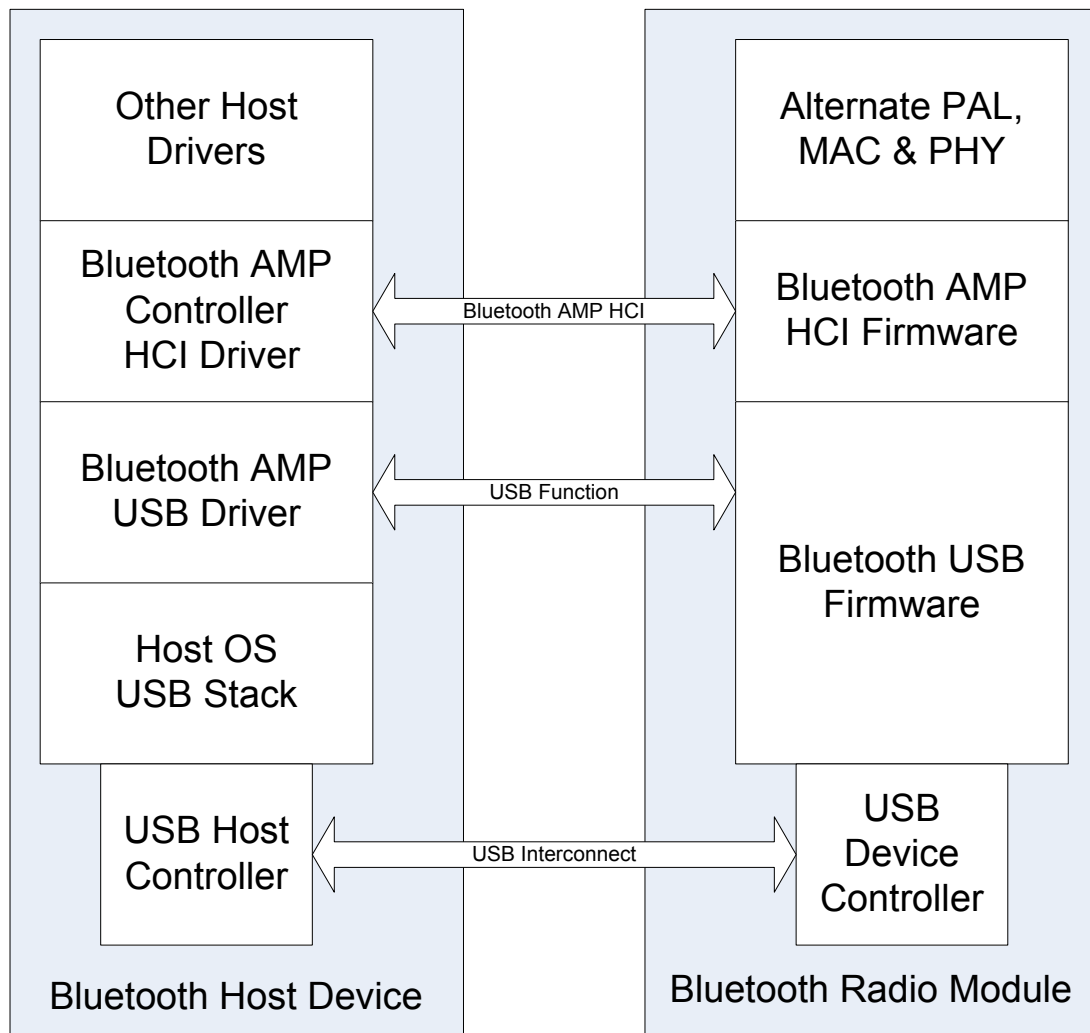 Other Host
Drivers
Bluetooth AMP
Controller
HCI Driver
Bluetooth AMP
USB Driver
Host OS
USB Stack
USB Host
Controller
Bluetooth Host Device
Bluetooth AMP HCI
USB Function
USB Interconnect
Alternate PAL,
MAC & PHY
Bluetooth AMP
HCI Firmware
Bluetooth USB
Firmware
USB
Device
Controller
Bluetooth Radio Module